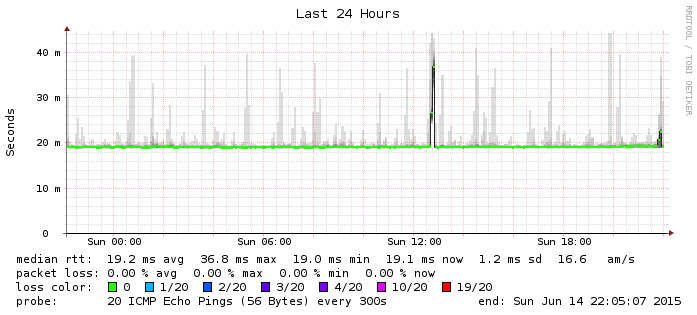 Last 24 Hours
RRDTOOL / TOBI OETIKER
Seconds
40 m
30 m
20 m
10 m
0
Sun 00:00 Sun 06:00 Sun 12:00 Sun 18:00
median rtt: 19.2 ms avg 36.8 ms max 19.0 ms min 19.1 ms now 1.2 ms sd 16.6 am/s
packet loss: 0.00 % avg 0.00 % max 0.00 % min 0.00 % now
loss color: 0 1/20 2/20 3/20 4/20 10/20 19/20
probe: 20 ICMP Echo Pings (56 Bytes) every 300s end: Sun Jun 14 22:05:07 2015